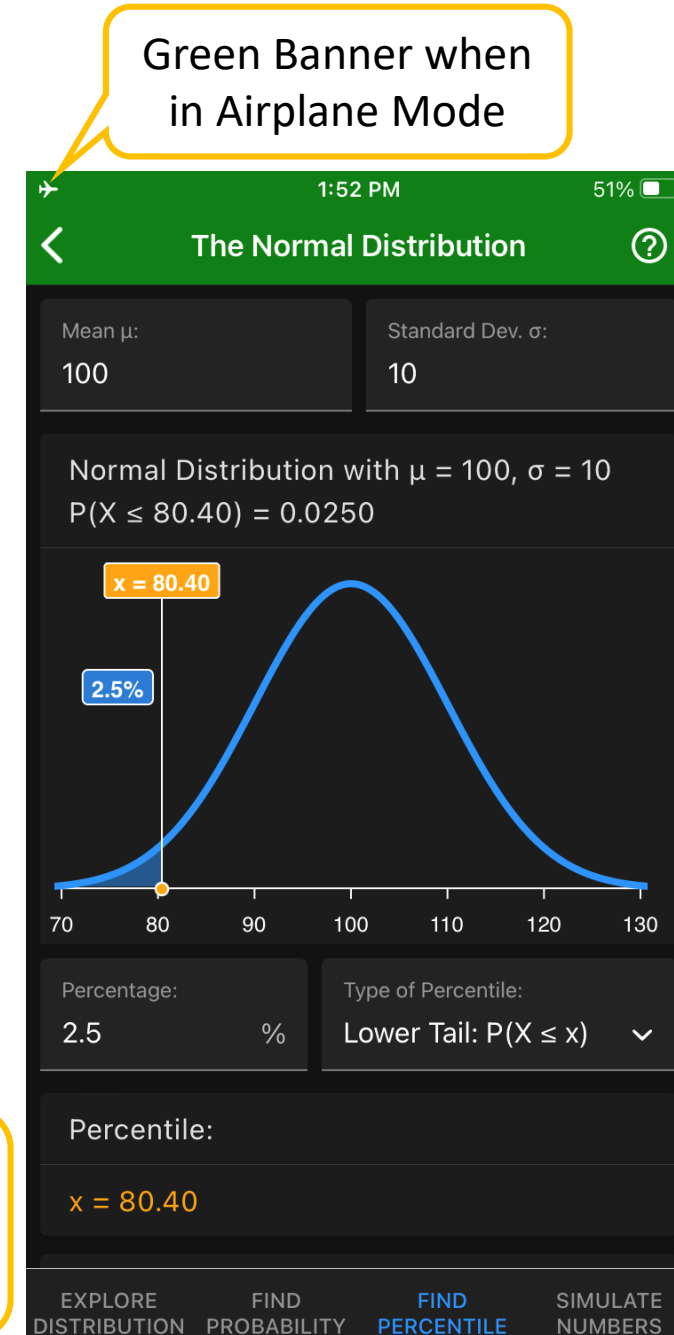 Green Banner when
in Airplane Mode
1:52 PM 51%
The Normal Distribution ?
Mean μ: Standard Dev. σ:
100 10
Normal Distribution with μ = 100, σ = 10
P(X ≤ 80.40) = 0.0250
x = 80.40
2.5%
70 80 90 100 110 120 130
Percentage: Type of Percentile:
2.5 % Lower Tail: P(X ≤ x)
Percentile:
x = 80.40
EXPLORE FIND FIND SIMULATE
DISTRIBUTION PROBABILITY PERCENTILE NUMBERS